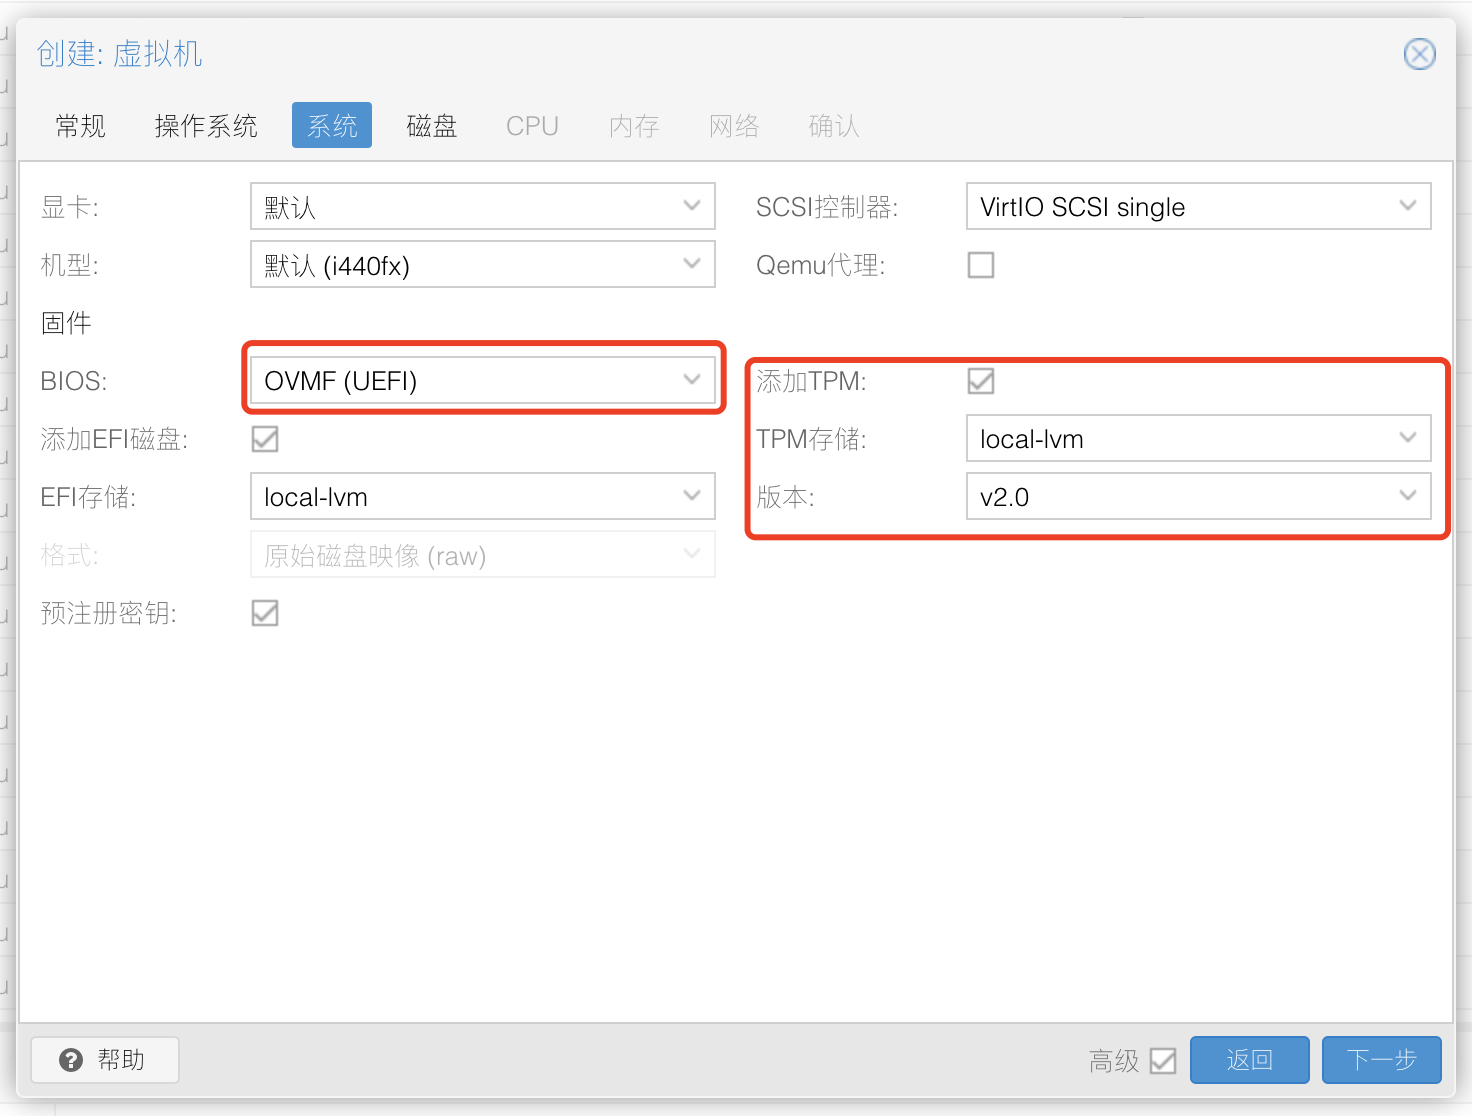 创建: 虚拟机
常规 操作系统 系统 磁盘 CPU 内存 网络 确认
显卡: 默认 SCSI控制器: VirtIO SCSI single
机型: 默认 (i440fx) Qemu代理:
固件
BIOS: OVMF (UEFI) 添加TPM:
添加EFI磁盘: TPM存储: local-lvm
EFI存储: local-lvm 版本: v2.0
格式: 原始磁盘映像 (raw)
预注册密钥:
帮助 高级 返回 下一步